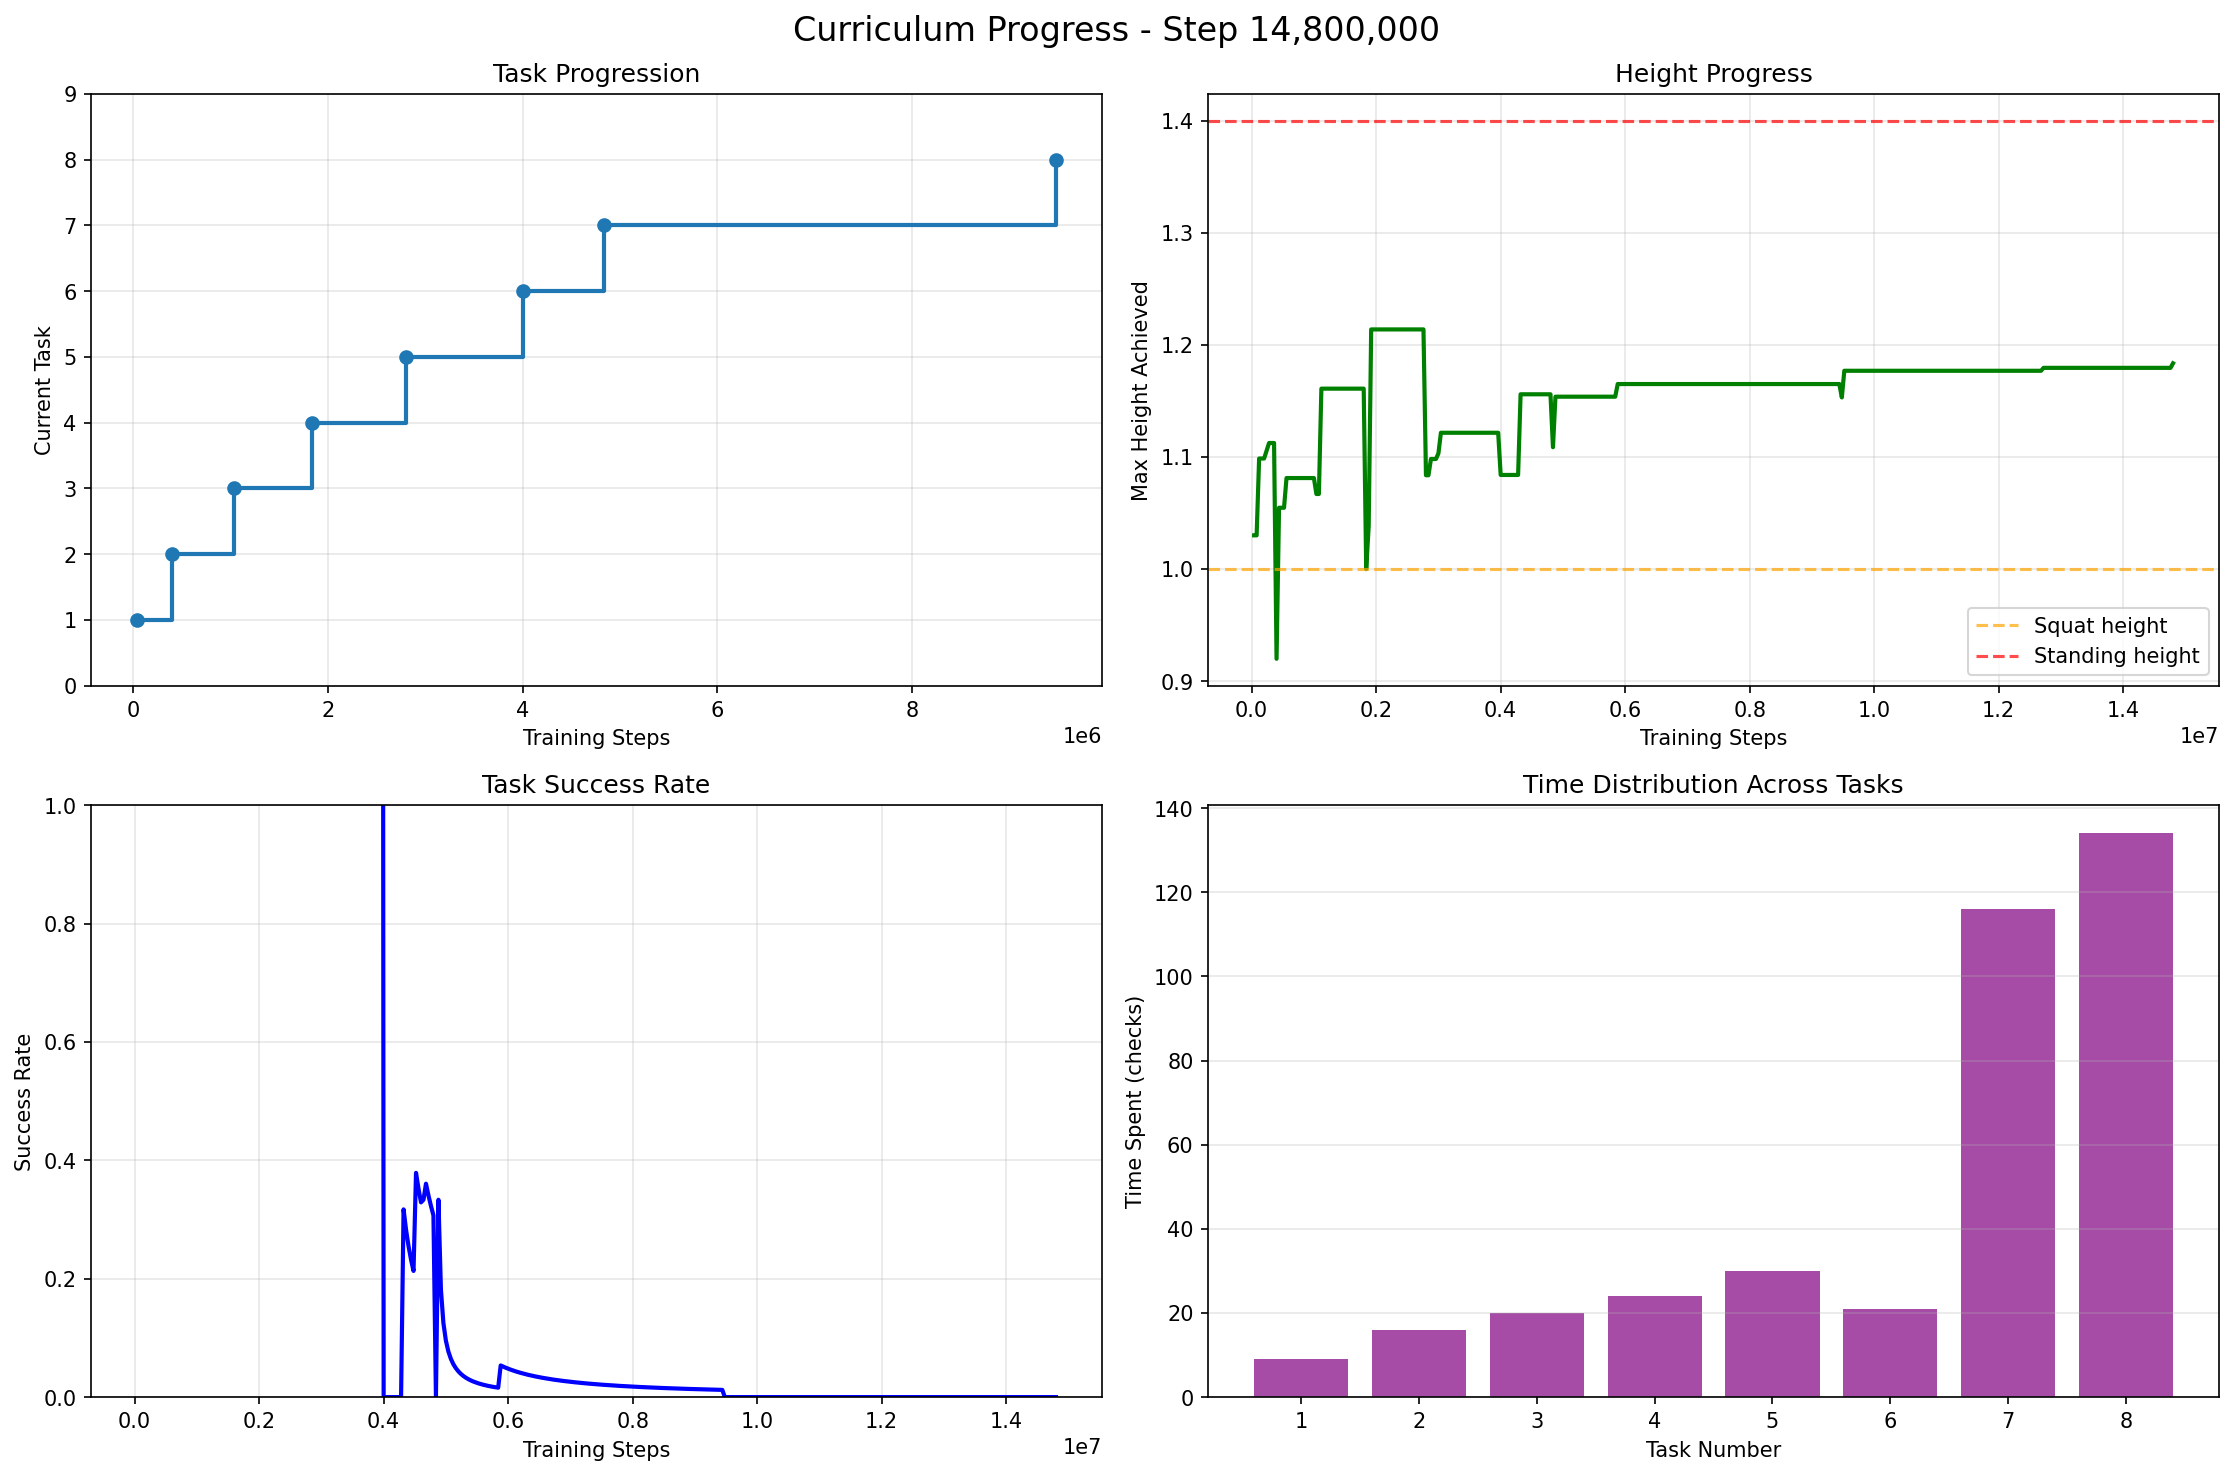 Curriculum Progress - Step 14,800,000
Task Progression
9
8
7
6
5
4
3
2
1
0
Current Task
0 2 4 6 8
1e6
Training Steps
Height Progress
1.4
1.3
1.2
1.1
1.0
0.9
Max Height Achieved
Squat height
Standing height
0.0 0.2 0.4 0.6 0.8 1.0 1.2 1.4
1e7
Training Steps
Task Success Rate
1.0
0.8
0.6
0.4
0.2
0.0
Success Rate
0.0 0.2 0.4 0.6 0.8 1.0 1.2 1.4
1e7
Training Steps
Time Distribution Across Tasks
140
120
100
80
60
40
20
0
Time Spent (checks)
1 2 3 4 5 6 7 8
Task Number